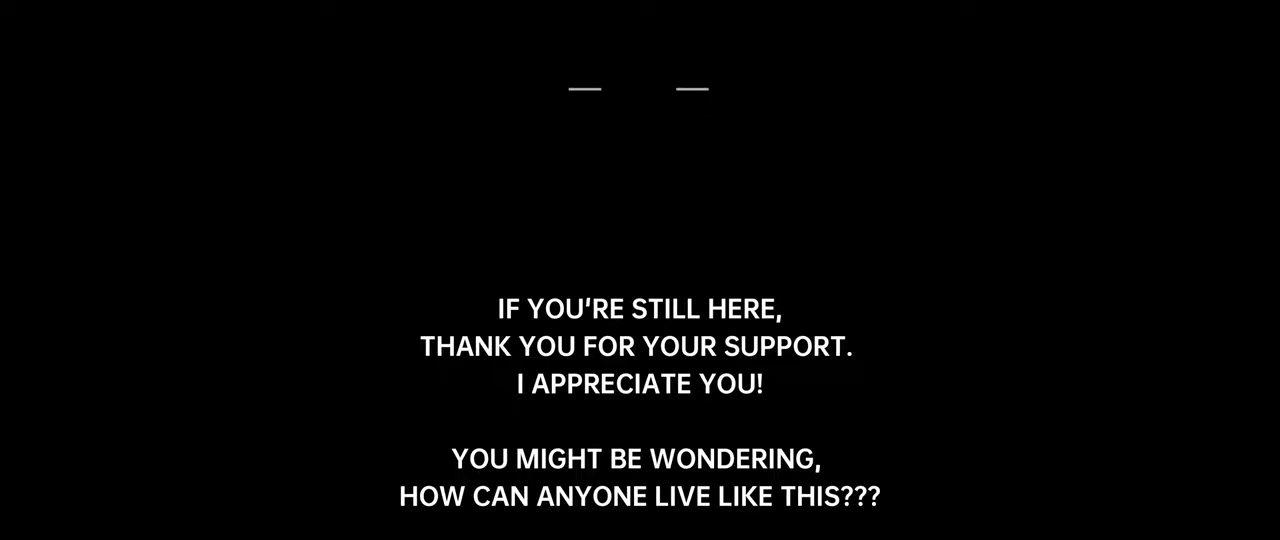 IF YOU'RE STILL HERE,
THANK YOU FOR YOUR SUPPORT.
I APPRECIATE YOU!
YOU MIGHT BE WONDERING,
HOW CAN ANYONE LIVE LIKE THIS???